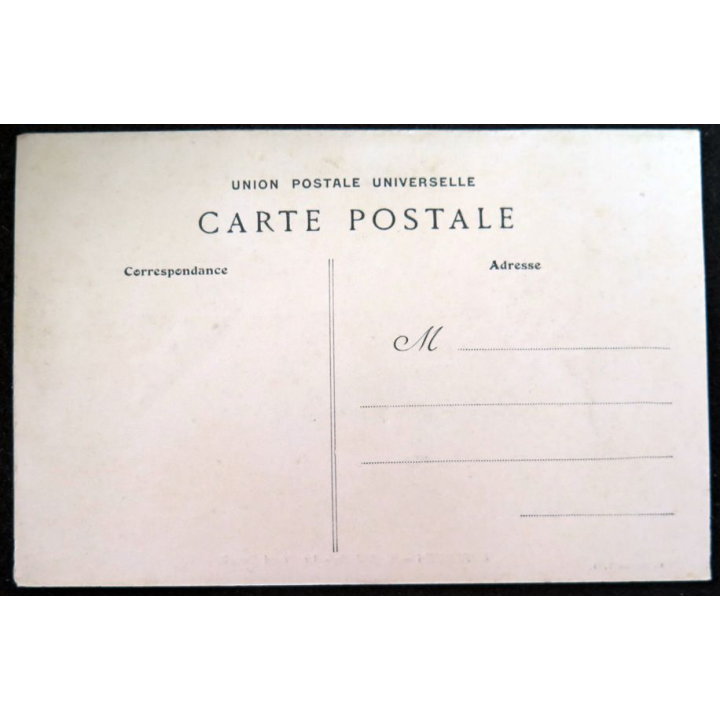 UNION POSTALE UNIVERSELLE
CARTE POSTALE
Correspondance
Adresse
M